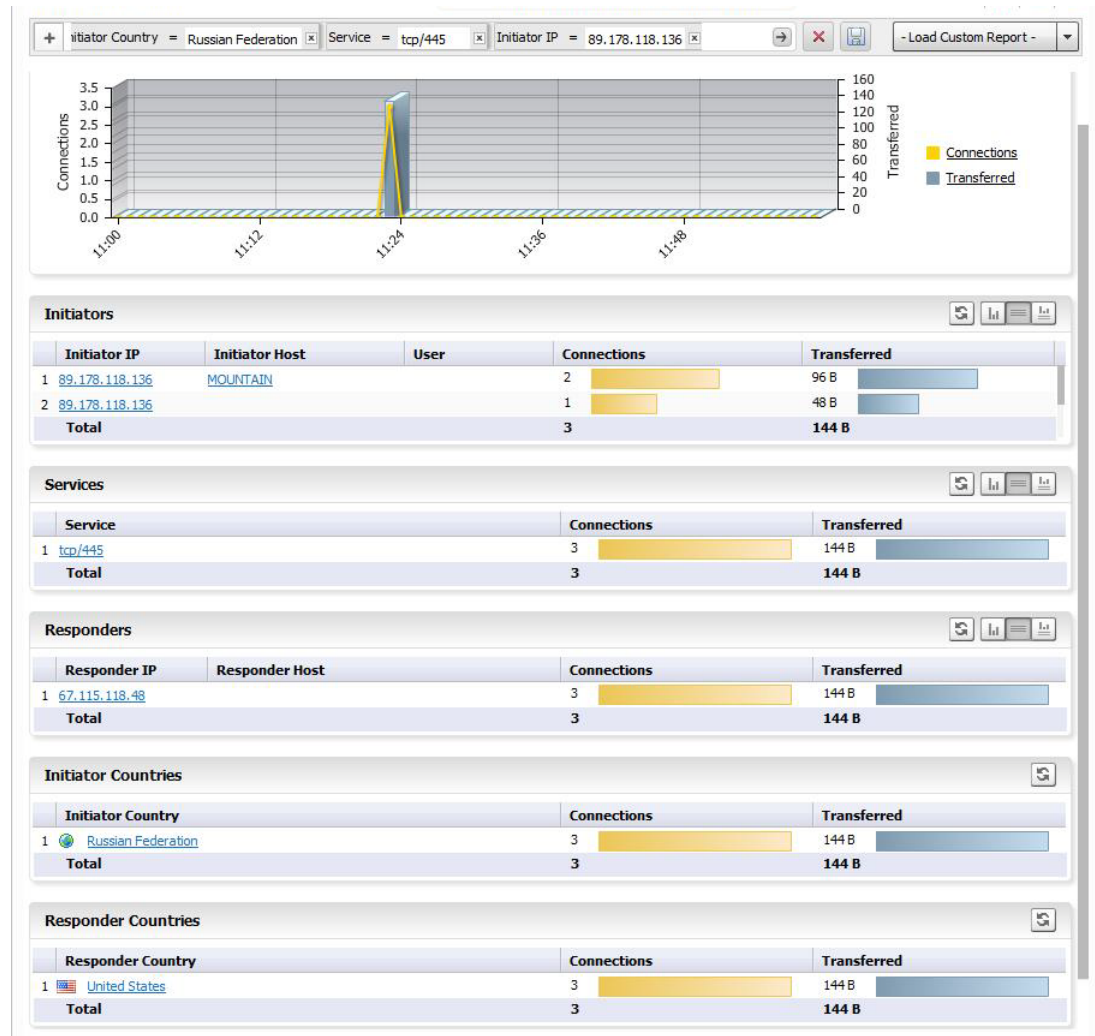 + itiator Country = Russian Federation x Service = tcp/445 x Initiator IP = 89.178.118.136 x - Load Custom Report -
3.5
3.0
2.5
2.0
1.5
1.0
0.5
0.0
Connections
11:00
11:12
11:24
11:36
11:48
160
140
120
100
80
60
40
20
0
Transferred
Connections
Transferred
Initiators
Initiator IP Initiator Host User Connections Transferred
1 89.178.118.136 MOUNTAIN 2 96 B
2 89.178.118.136 1 48 B
Total 3 144 B
Services
Service Connections Transferred
1 tcp/445 3 144 B
Total 3 144 B
Responders
Responder IP Responder Host Connections Transferred
1 67.115.118.48 3 144 B
Total 3 144 B
Initiator Countries
Initiator Country Connections Transferred
1 Russian Federation 3 144 B
Total 3 144 B
Responder Countries
Responder Country Connections Transferred
1 United States 3 144 B
Total 3 144 B